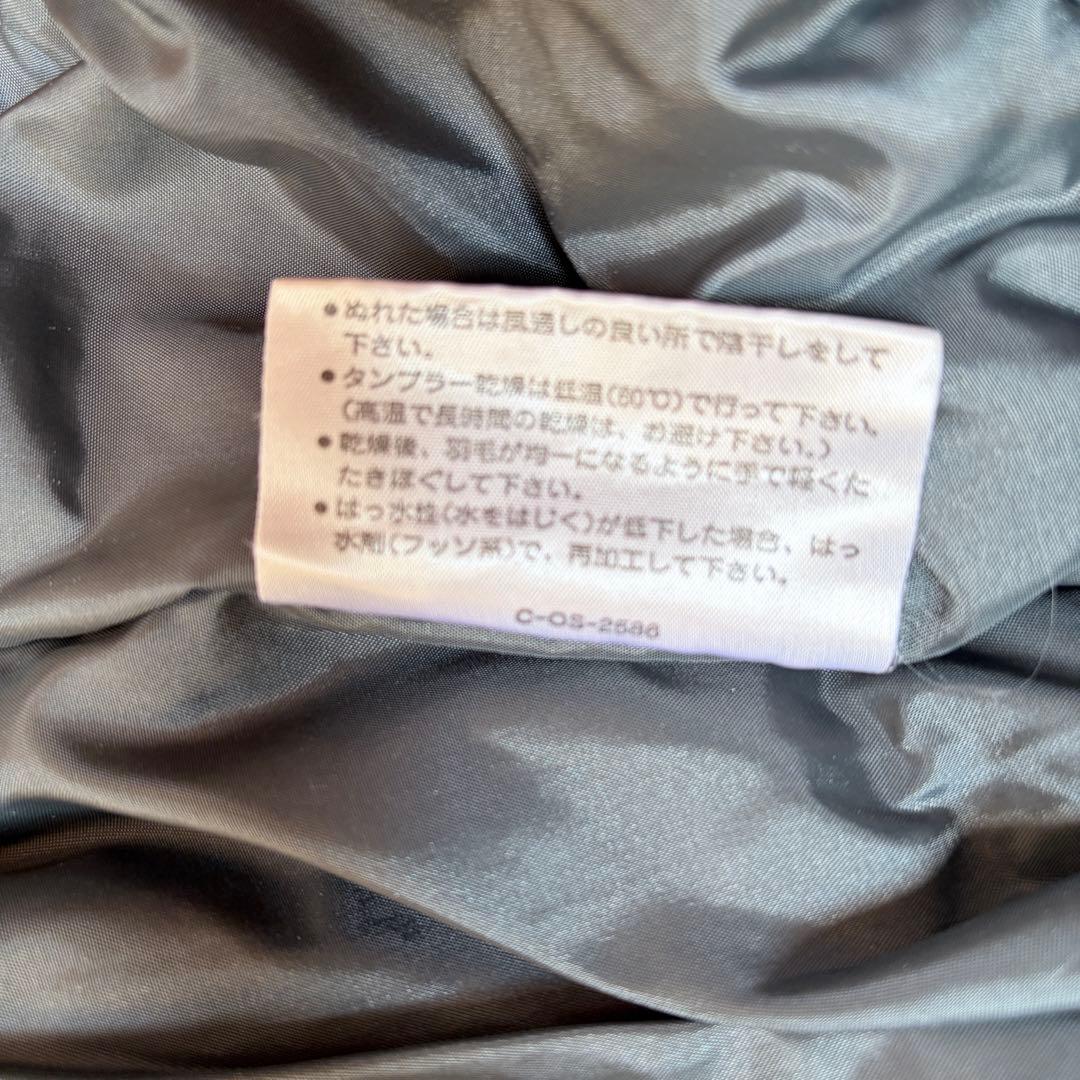 ●ぬれた場合は風通しの良い所で陰干しをして
下さい。
●タンブラー乾燥は低温(60℃)で行って下さい。
(高温で長時間の乾燥は、お避け下さい。)
●乾燥後、羽毛が均一になるように手で軽くた
たきほぐして下さい。
●はっ水性(水をはじく)が低下した場合、はっ
水剤(フッソ系)で、再加工して下さい。
C-OS-2586